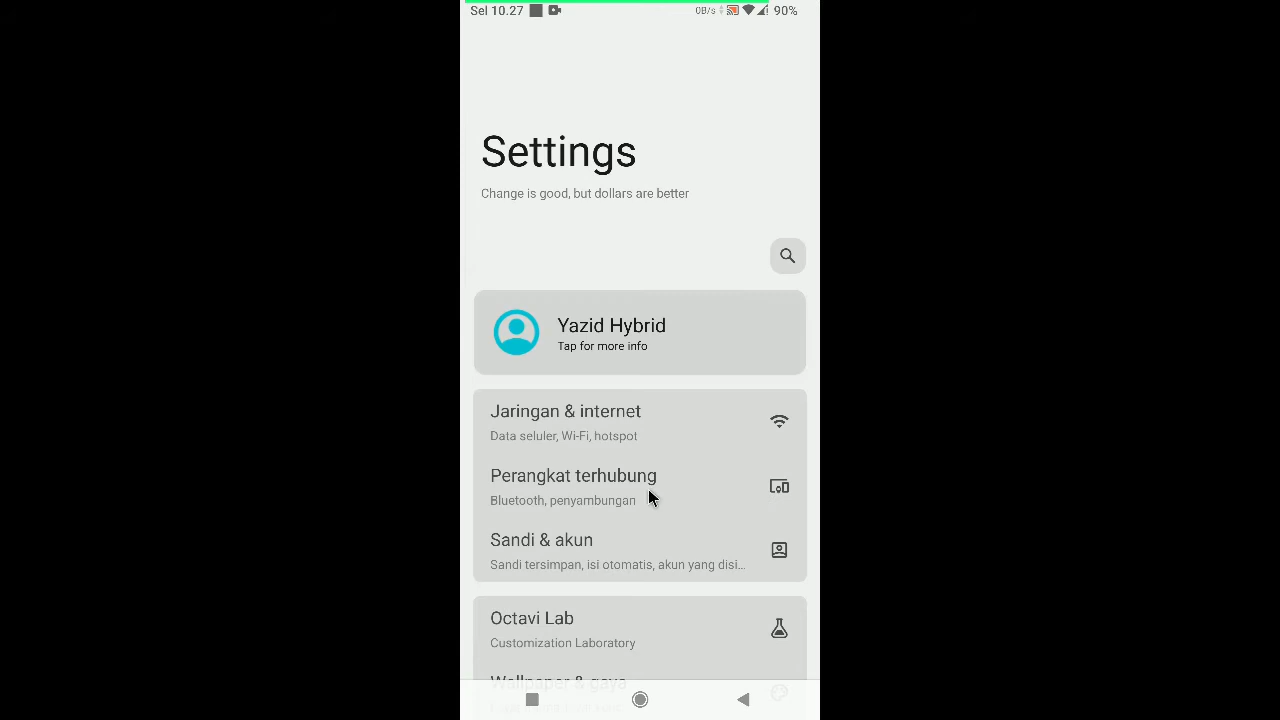 Sel 10.27
0B/s
90%
Settings
Change is good, but dollars are better
Yazid Hybrid
Tap for more info
Jaringan & internet
Data seluler, Wi-Fi, hotspot
Perangkat terhubung
Bluetooth, penyambungan
Sandi & akun
Sandi tersimpan, isi otomatis, akun yang disi...
Octavi Lab
Customization Laboratory
Wallpaper & gaya